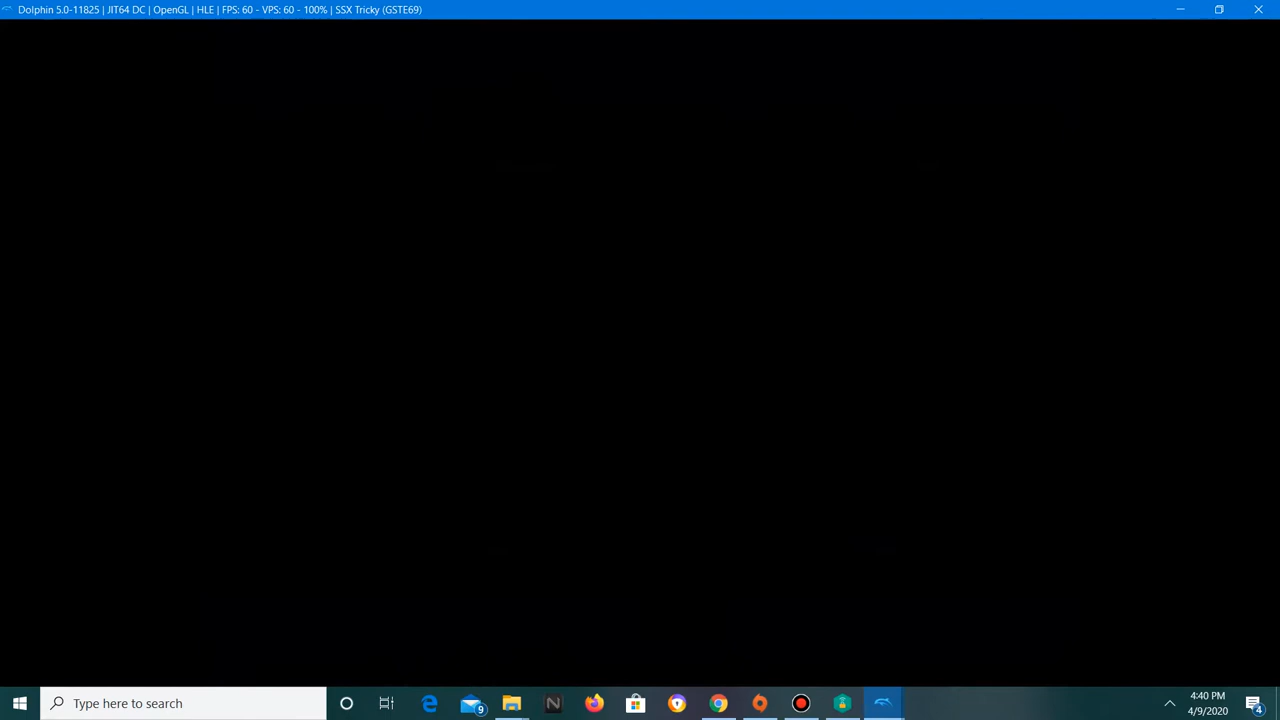 Dolphin 5.0-11825 | JIT64 DC | OpenGL | HLE | FPS: 60 - VPS: 60 - 100% | SSX Tricky (GSTE69)
Type here to search
9
N
4:40 PM
4/9/2020
4